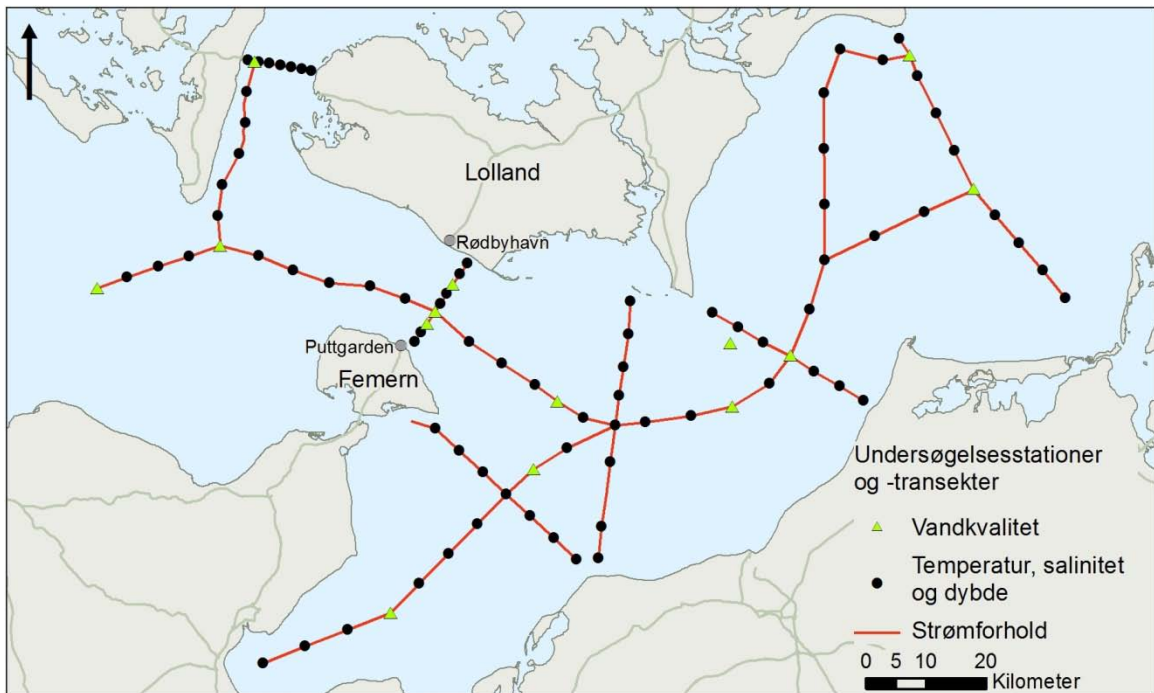 Lolland
Rødbyhavn
Puttgarden
Femern
Undersøgelsesstationer
og -transekter
Vandkvalitet
Temperatur, salinitet
og dybde
Strømforhold
0 5 10 20
Kilometer